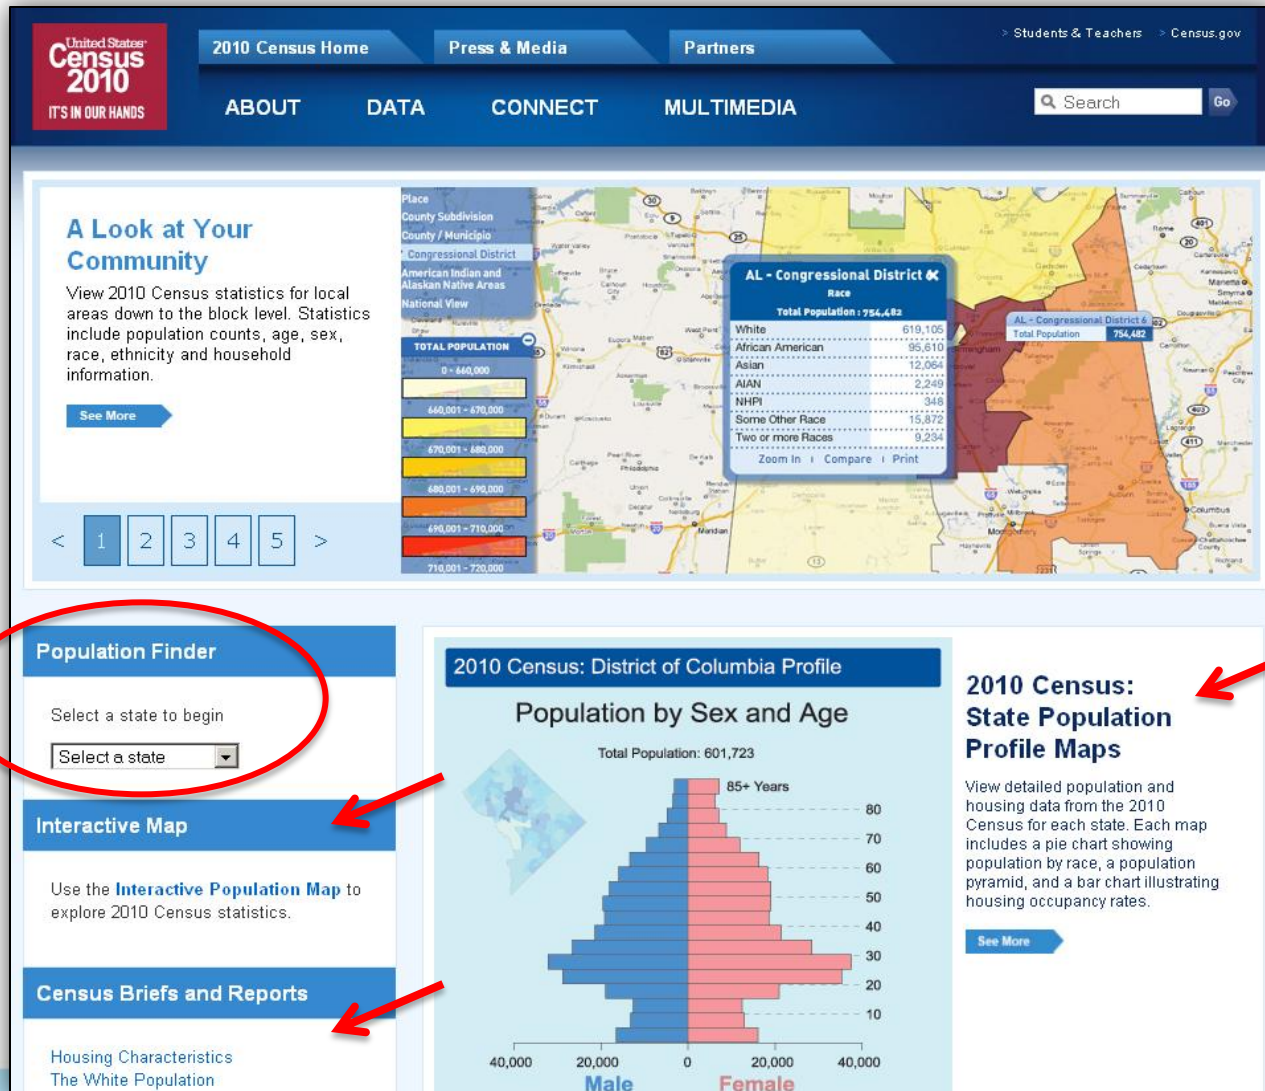 United States™
Census
2010
IT'S IN OUR HANDS
2010 Census Home
Press & Media
Partners
> Students & Teachers > Census.gov
ABOUT
DATA
CONNECT
MULTIMEDIA
Search
Go
A Look at Your
Community
View 2010 Census statistics for local
areas down to the block level. Statistics
include population counts, age, sex,
race, ethnicity and household
information.
See More
< 1 2 3 4 5 >
Place
County Subdivision
County / Municipio
Congressional District
American Indian and
Alaskan Native Areas
National View
TOTAL POPULATION
0 - 660,000
660,001 - 670,000
670,001 - 680,000
680,001 - 690,000
690,001 - 710,000
710,001 - 720,000
AL - Congressional District
Race
Total Population : 754,482
White 619,105
African American 95,610
Asian 12,064
AIAN 2,249
NHPI 348
Some Other Race 15,872
Two or more Races 9,234
Zoom In | Compare | Print
AL - Congressional District 6
Total Population 754,482
Rome
Marietta
Smyrna
Columbus
Montgomery
Meridian
Philadelphia
Population Finder
Select a state to begin
Select a state
Interactive Map
Use the Interactive Population Map to
explore 2010 Census statistics.
Census Briefs and Reports
Housing Characteristics
The White Population
2010 Census: District of Columbia Profile
Population by Sex and Age
Total Population: 601,723
85+ Years
80
70
60
50
40
30
20
10
40,000 20,000 0 20,000 40,000
Male Female
2010 Census:
State Population
Profile Maps
View detailed population and
housing data from the 2010
Census for each state. Each map
includes a pie chart showing
population by race, a population
pyramid, and a bar chart illustrating
housing occupancy rates.
See More